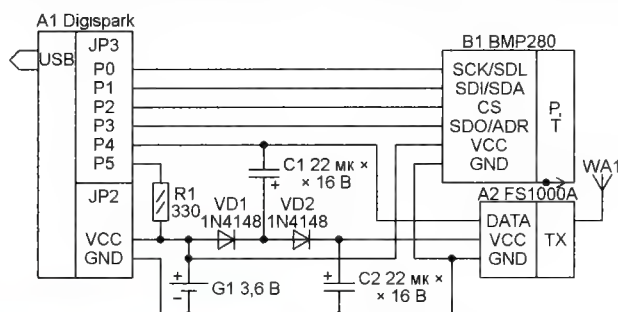 A1 Digispark
USB
JP3
P0
P1
P2
P3
P4
P5
JP2
VCC
GND
R1
330
C1 22 мк ×
× 16 В
VD1
1N4148
VD2
1N4148
+
+
−
G1 3,6 В
+
C2 22 мк ×
× 16 В
B1 BMP280
SCK/SDL
SDI/SDA
CS
SDO/ADR
VCC
GND
P,
T
WA1
A2 FS1000A
DATA
VCC
GND
TX